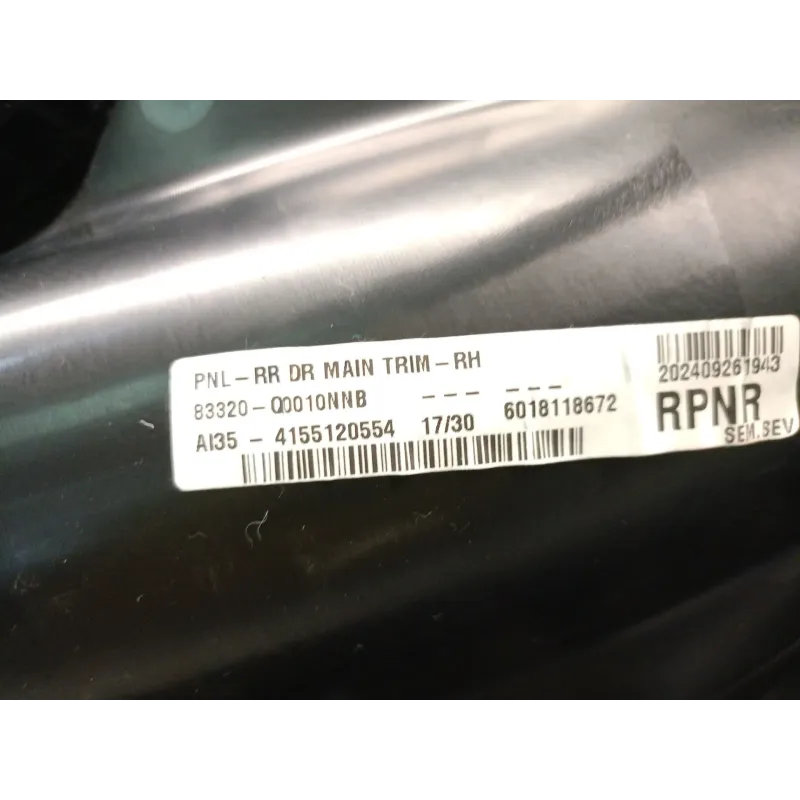 PNL-RR DR MAIN TRIM-RH
83320-Q0010NNB - - - - - -
AI35 - 4155120554 17/30 6018118672
202409261943
RPNR
SEM.SEV